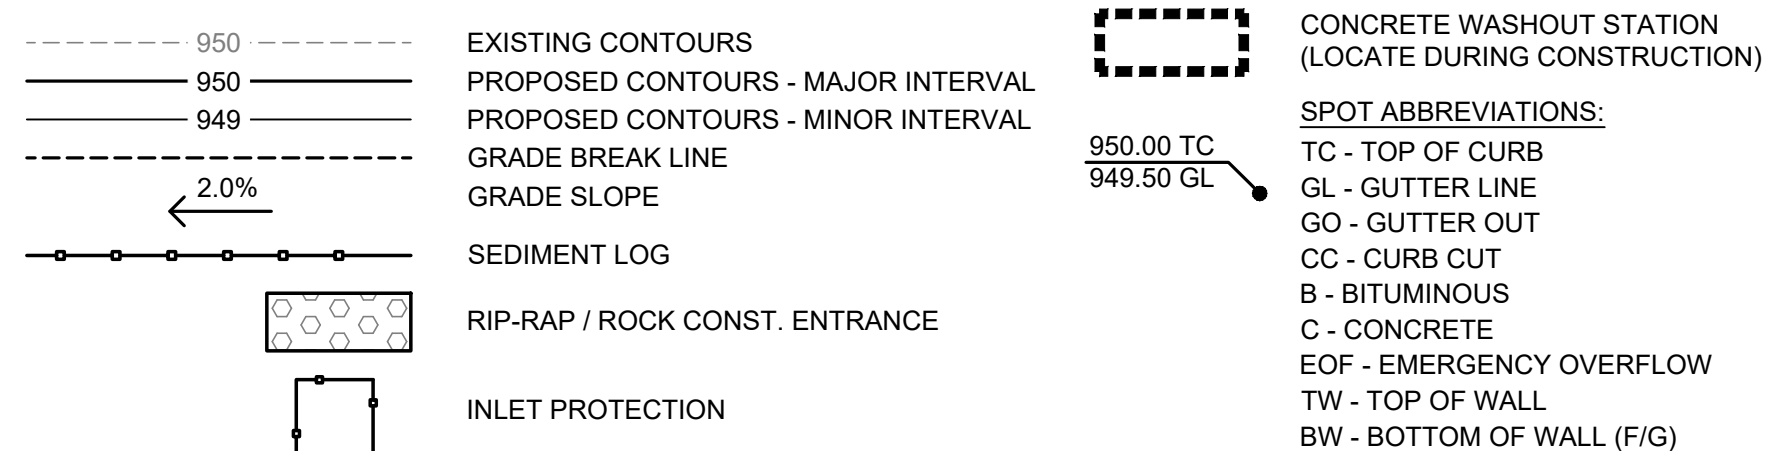 950
EXISTING CONTOURS
950
PROPOSED CONTOURS - MAJOR INTERVAL
949
PROPOSED CONTOURS - MINOR INTERVAL
GRADE BREAK LINE
2.0%
GRADE SLOPE
SEDIMENT LOG
RIP-RAP / ROCK CONST. ENTRANCE
INLET PROTECTION
CONCRETE WASHOUT STATION
(LOCATE DURING CONSTRUCTION)
950.00 TC
949.50 GL
SPOT ABBREVIATIONS:
TC - TOP OF CURB
GL - GUTTER LINE
GO - GUTTER OUT
CC - CURB CUT
B - BITUMINOUS
C - CONCRETE
EOF - EMERGENCY OVERFLOW
TW - TOP OF WALL
BW - BOTTOM OF WALL (F/G)